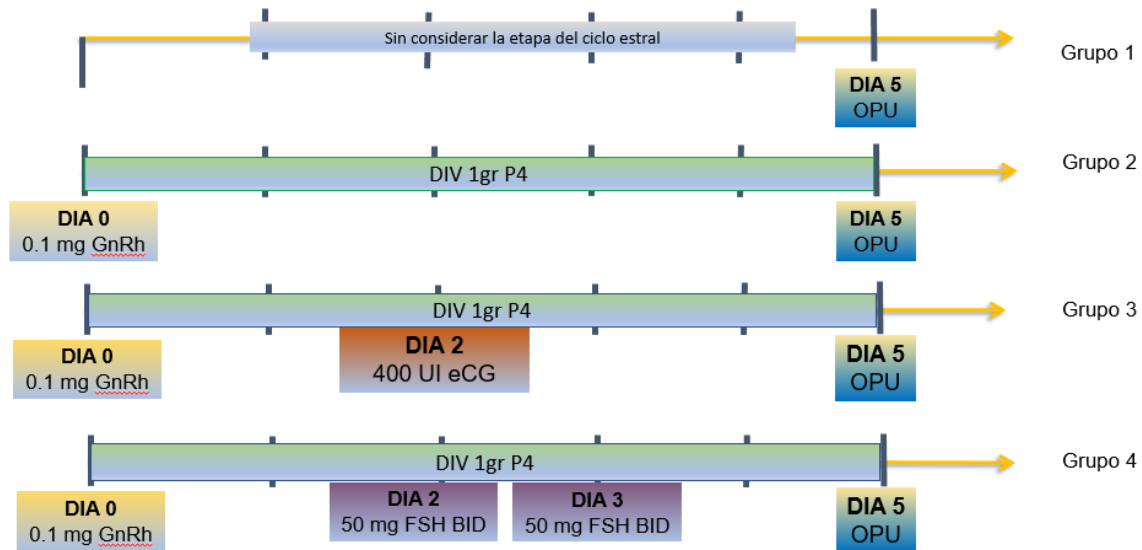 Sin considerar la etapa del ciclo estral
Grupo 1
DIA 5
OPU
DIV 1gr P4
Grupo 2
DIA 0
0.1 mg GnRh
DIA 5
OPU
DIV 1gr P4
Grupo 3
DIA 0
0.1 mg GnRh
DIA 2
400 UI eCG
DIA 5
OPU
DIV 1gr P4
Grupo 4
DIA 0
0.1 mg GnRh
DIA 2
50 mg FSH BID
DIA 3
50 mg FSH BID
DIA 5
OPU